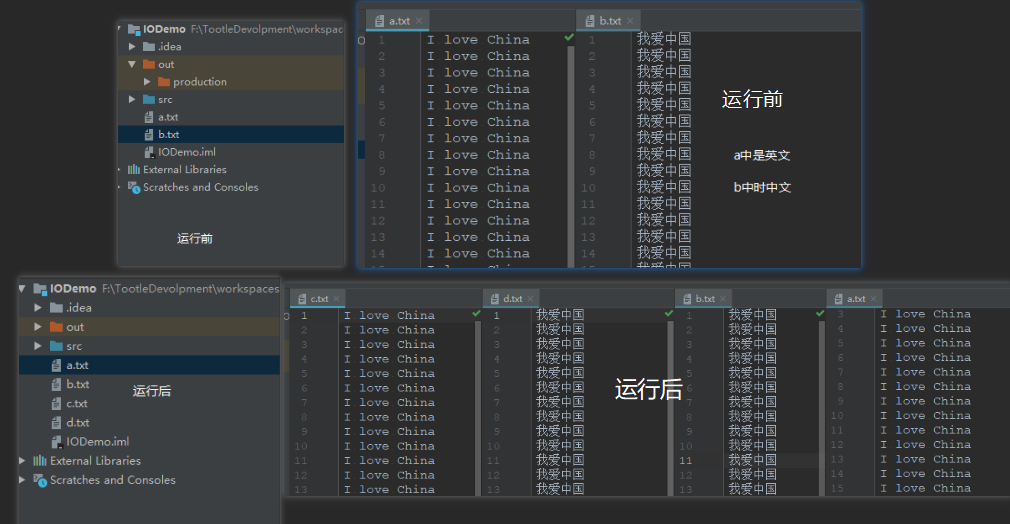 IODemo F:\TootleDevolpment\workspac
.idea
out
production
src
a.txt
b.txt
IODemo.iml
External Libraries
Scratches and Consoles
运行前
a.txt
b.txt
1 I love China 1 我爱中国
2 I love China 2 我爱中国
3 I love China 3 我爱中国
4 I love China 4 我爱中国
5 I love China 5 我爱中国
6 I love China 6 我爱中国
7 I love China 7 我爱中国
8 I love China 8 我爱中国
9 I love China 9 我爱中国
10 I love China 10 我爱中国
11 I love China 11 我爱中国
12 I love China 12 我爱中国
13 I love China 13 我爱中国
14 I love China 14 我爱中国
I love China 我爱中国
运行前
a中是英文
b中时中文
IODemo F:\TootleDevolpment\workspaces
.idea
out
src
a.txt
b.txt
c.txt
d.txt
IODemo.iml
External Libraries
Scratches and Consoles
运行后
c.txt d.txt b.txt a.txt
1 I love China 1 我爱中国 1 我爱中国 3 I love China
2 I love China 2 我爱中国 2 我爱中国 4 I love China
3 I love China 3 我爱中国 3 我爱中国 5 I love China
4 I love China 4 我爱中国 4 我爱中国 6 I love China
5 I love China 5 我爱中国 5 我爱中国 7 I love China
6 I love China 6 我爱中国 6 我爱中国 8 I love China
7 I love China 7 我爱中国 7 我爱中国 9 I love China
8 I love China 8 我爱中国 8 我爱中国 10 I love China
9 I love China 9 我爱中国 9 我爱中国 11 I love China
10 I love China 10 我爱中国 10 我爱中国 12 I love China
11 I love China 11 我爱中国 11 我爱中国 13 I love China
12 I love China 12 我爱中国 12 我爱中国 14 I love China
13 I love China 13 我爱中国 13 我爱中国 15 I love China
运行后